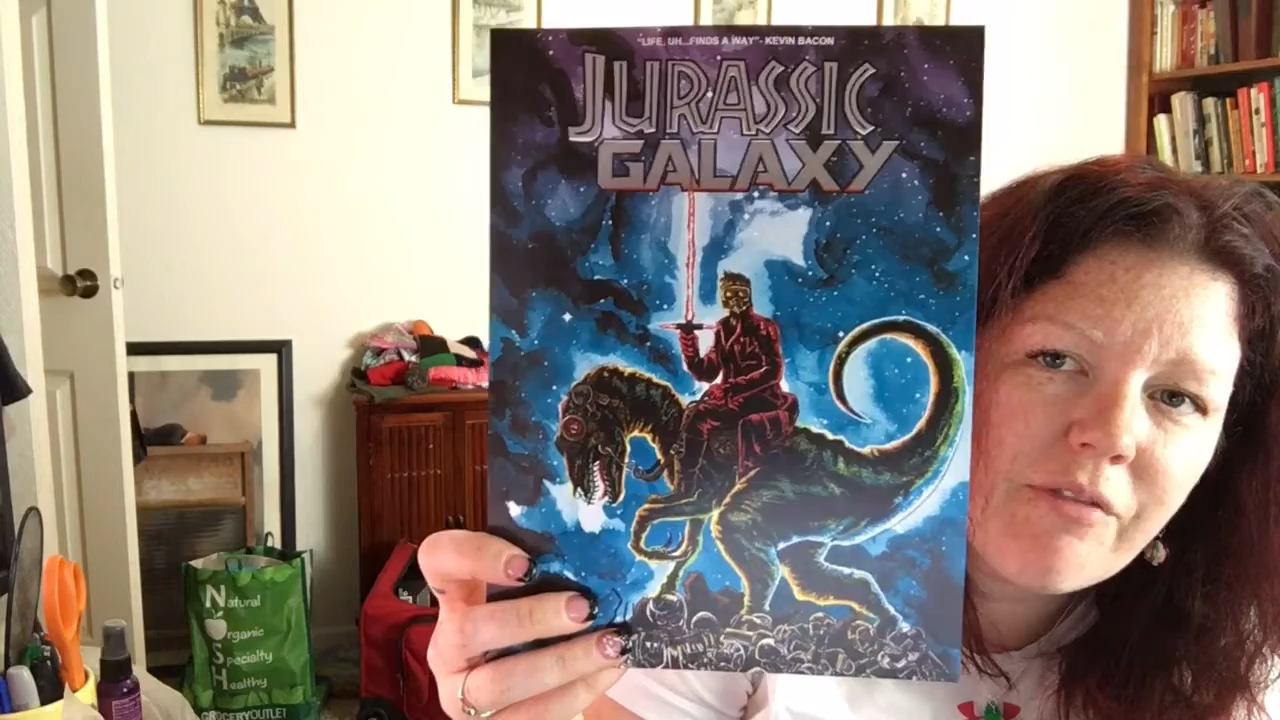 "LIFE, UH...FINDS A WAY"- KEVIN BACON
JURASSIC
GALAXY
Natural
Organic
Specialty
Healthy
GROCERY OUTLET